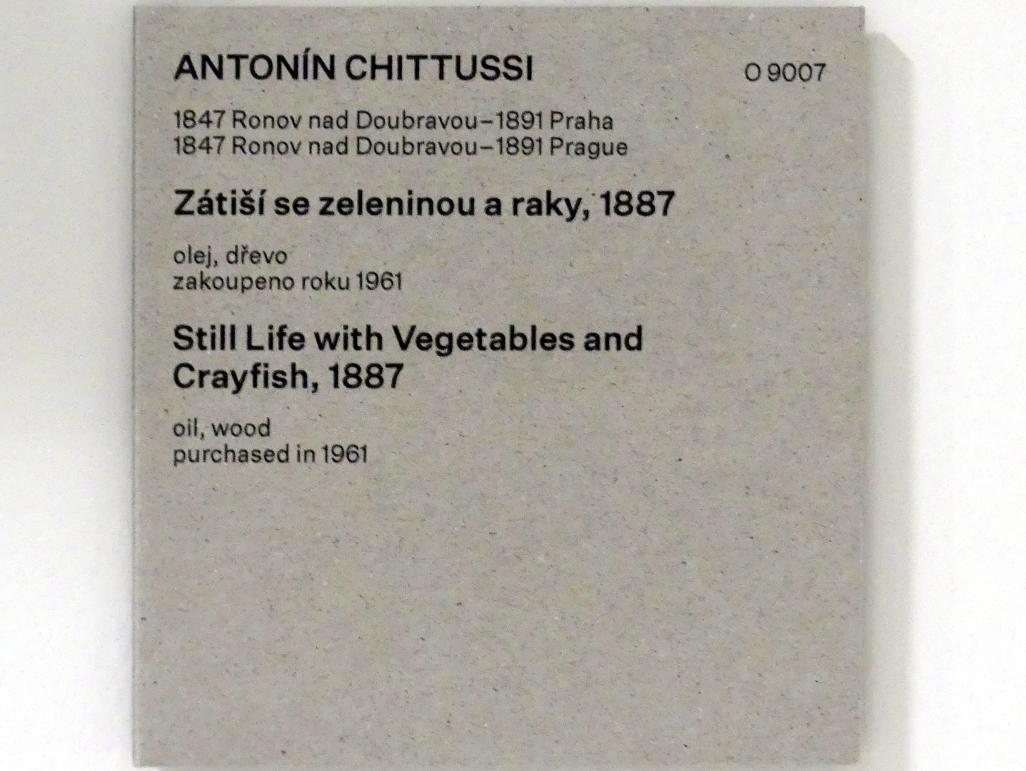 ANTONÍN CHITTUSSI O 9007
1847 Ronov nad Doubravou–1891 Praha
1847 Ronov nad Doubravou–1891 Prague
Zátiší se zeleninou a raky, 1887
olej, dřevo
zakoupeno roku 1961
Still Life with Vegetables and
Crayfish, 1887
oil, wood
purchased in 1961